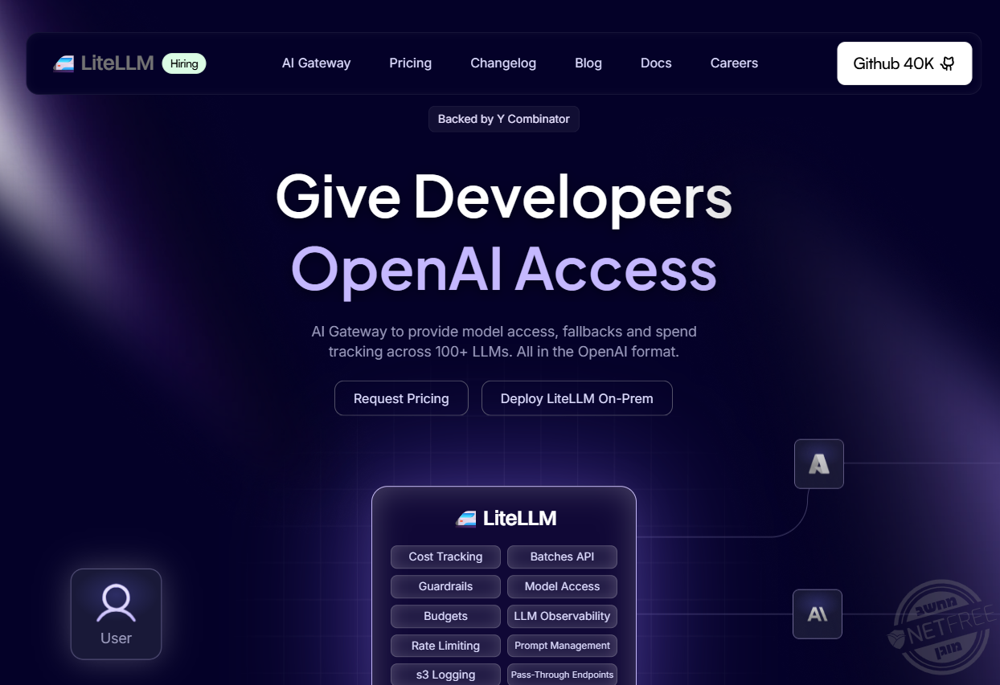 LiteLLM Hiring AI Gateway Pricing Changelog Blog Docs Careers Github 40K
Backed by Y Combinator
Give Developers
OpenAI Access
AI Gateway to provide model access, fallbacks and spend
tracking across 100+ LLMs. All in the OpenAI format.
Request Pricing Deploy LiteLLM On-Prem
LiteLLM
Cost Tracking Batches API
Guardrails Model Access
Budgets LLM Observability
Rate Limiting Prompt Management
s3 Logging Pass-Through Endpoints
User
A\
מחשב
NETFREE
מוגן